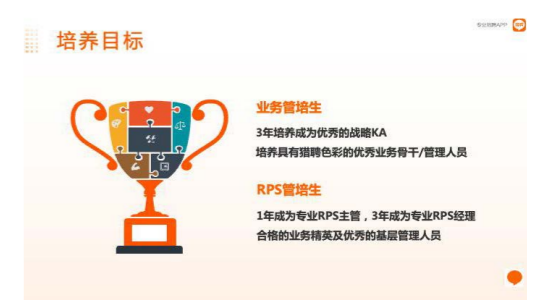 培养目标
业务管培生
3年培养成为优秀的战略KA
培养具有猎聘色彩的优秀业务骨干/管理人员
RPS管培生
1年成为专业RPS主管，3年成为专业RPS经理
合格的业务精英及优秀的基层管理人员